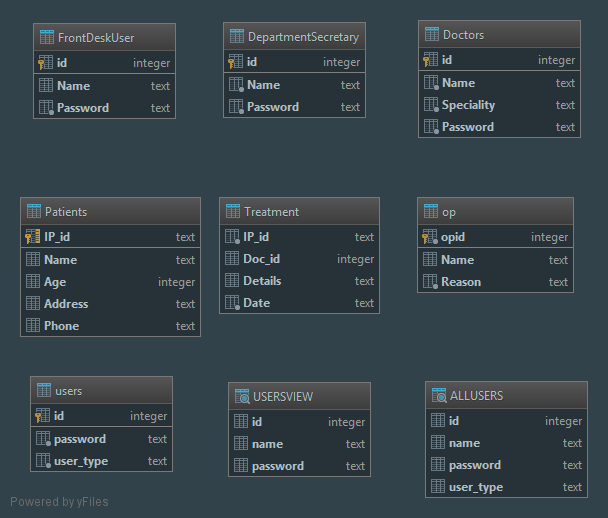 FrontDeskUser
id integer
Name text
Password text
DepartmentSecretary
id integer
Name text
Password text
Doctors
id integer
Name text
Speciality text
Password text
Patients
IP_id text
Name text
Age integer
Address text
Phone text
Treatment
IP_id text
Doc_id integer
Details text
Date text
op
opid integer
Name text
Reason text
users
id integer
password text
user_type text
USERSVIEW
id integer
name text
password text
ALLUSERS
id integer
name text
password text
user_type text
Powered by yFiles